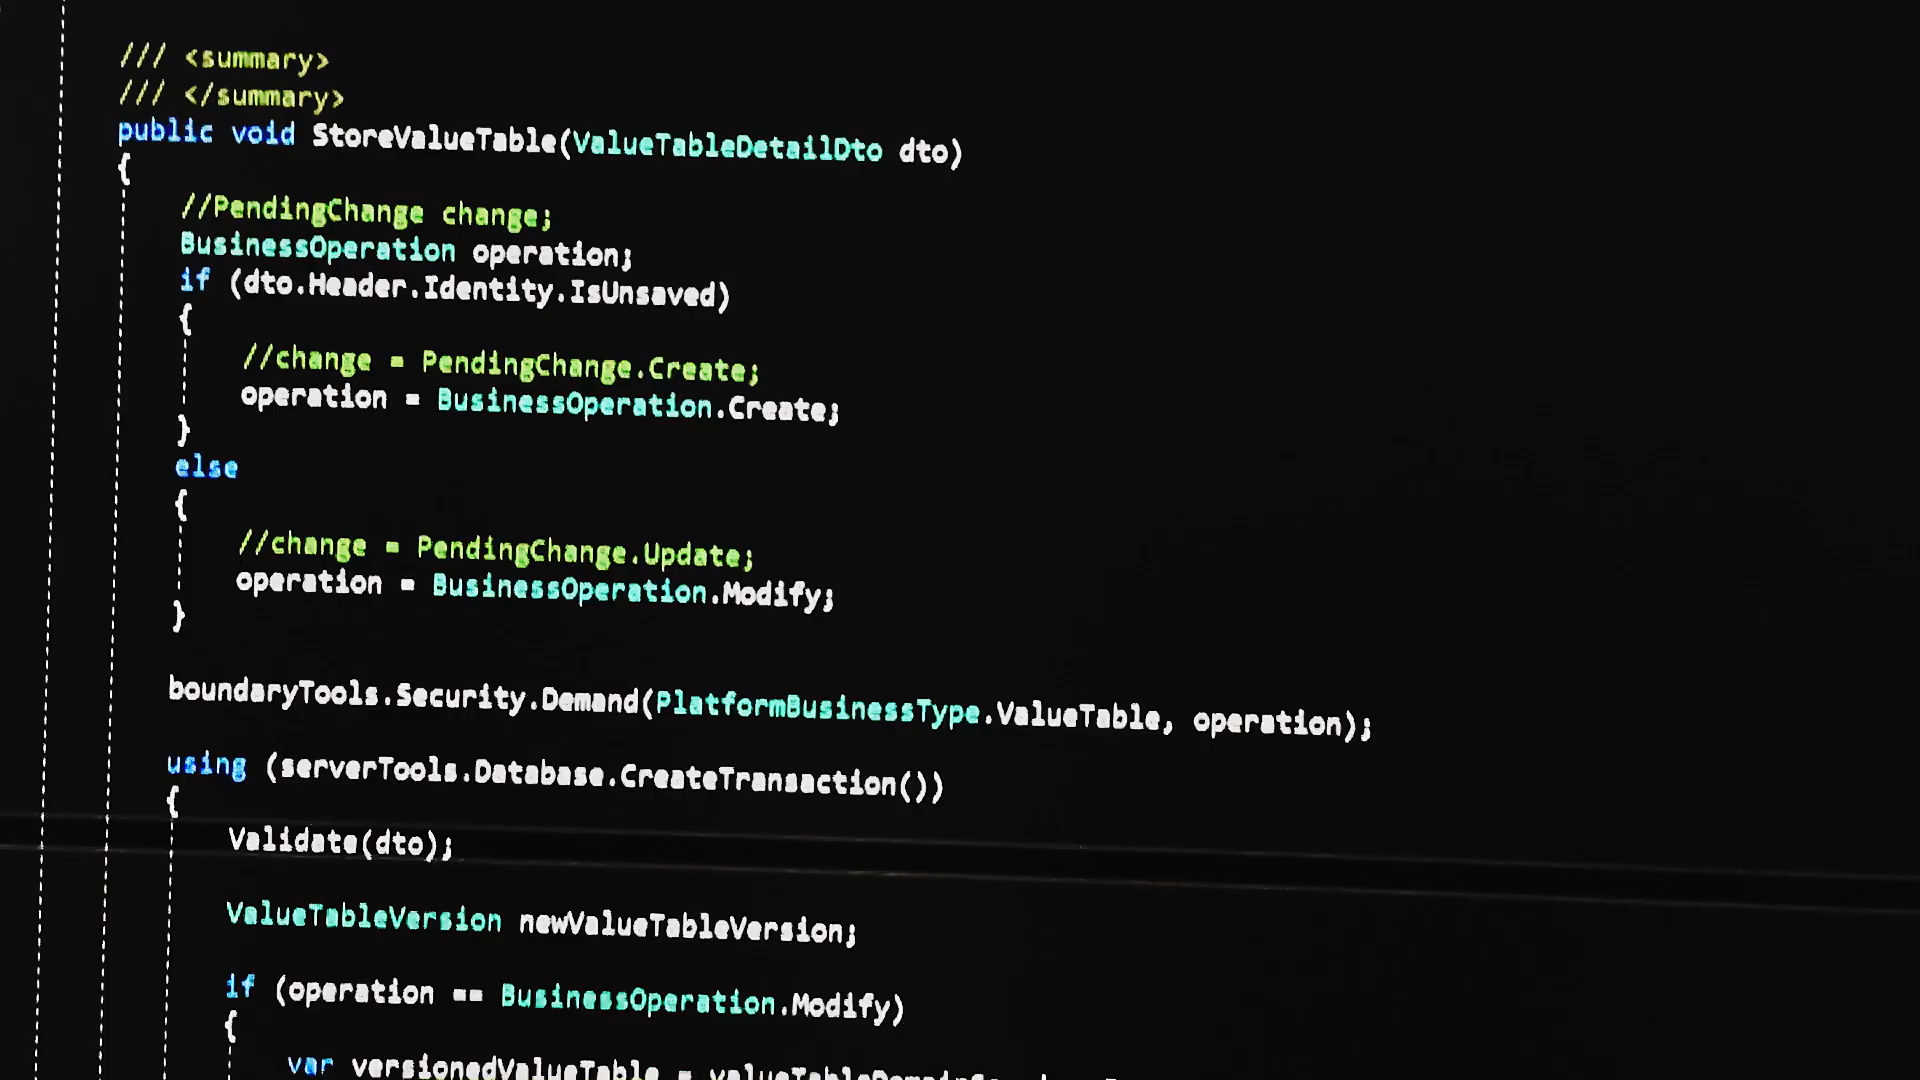 /// <summary>
/// </summary>
public void StoreValueTable(ValueTableDetailDto dto)
{
//PendingChange change;
BusinessOperation operation;
if (dto.Header.Identity.IsUnsaved)
{
//change = PendingChange.Create;
operation = BusinessOperation.Create;
}
else
{
//change = PendingChange.Update;
operation = BusinessOperation.Modify;
}
boundaryTools.Security.Demand(PlatformBusinessType.ValueTable, operation);
using (serverTools.Database.CreateTransaction())
{
Validate(dto);
ValueTableVersion newValueTableVersion;
if (operation == BusinessOperation.Modify)
{
var versionedValueTable =